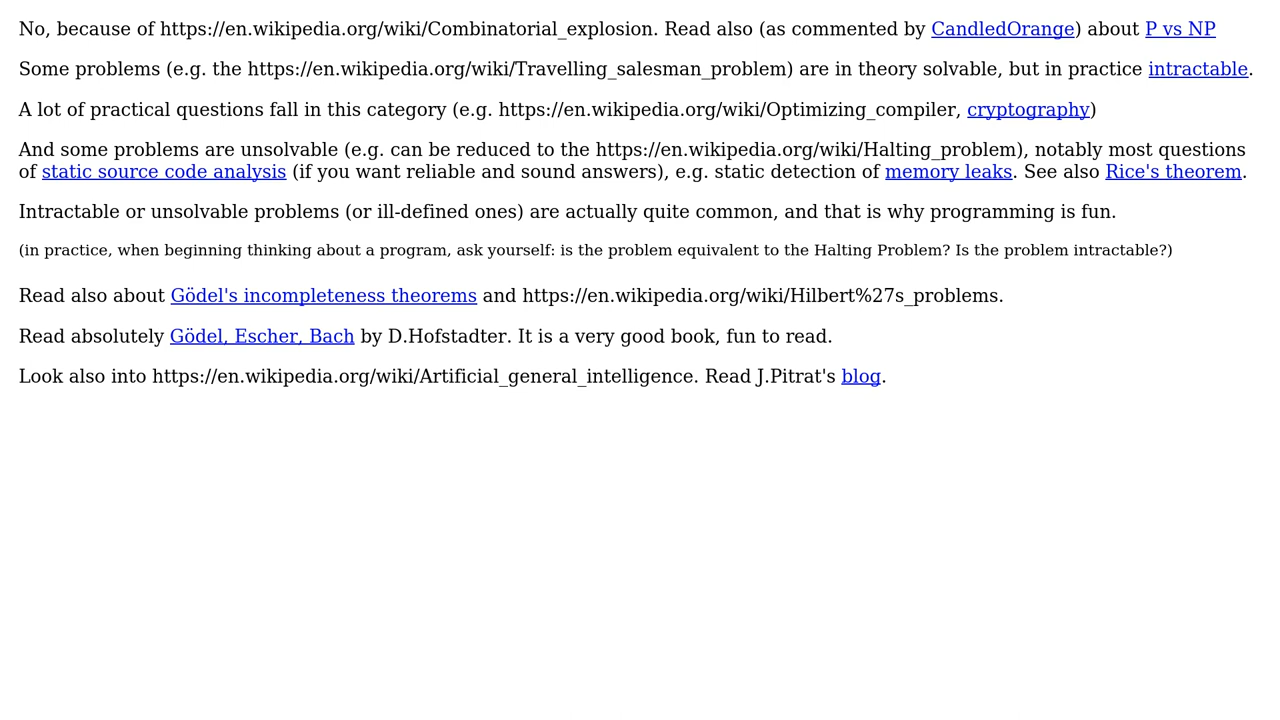 No, because of https://en.wikipedia.org/wiki/Combinatorial_explosion. Read also (as commented by CandledOrange) about P vs NP
Some problems (e.g. the https://en.wikipedia.org/wiki/Travelling_salesman_problem) are in theory solvable, but in practice intractable.
A lot of practical questions fall in this category (e.g. https://en.wikipedia.org/wiki/Optimizing_compiler, cryptography)
And some problems are unsolvable (e.g. can be reduced to the https://en.wikipedia.org/wiki/Halting_problem), notably most questions
of static source code analysis (if you want reliable and sound answers), e.g. static detection of memory leaks. See also Rice's theorem.
Intractable or unsolvable problems (or ill-defined ones) are actually quite common, and that is why programming is fun.
(in practice, when beginning thinking about a program, ask yourself: is the problem equivalent to the Halting Problem? Is the problem intractable?)
Read also about Gödel's incompleteness theorems and https://en.wikipedia.org/wiki/Hilbert%27s_problems.
Read absolutely Gödel, Escher, Bach by D.Hofstadter. It is a very good book, fun to read.
Look also into https://en.wikipedia.org/wiki/Artificial_general_intelligence. Read J.Pitrat's blog.